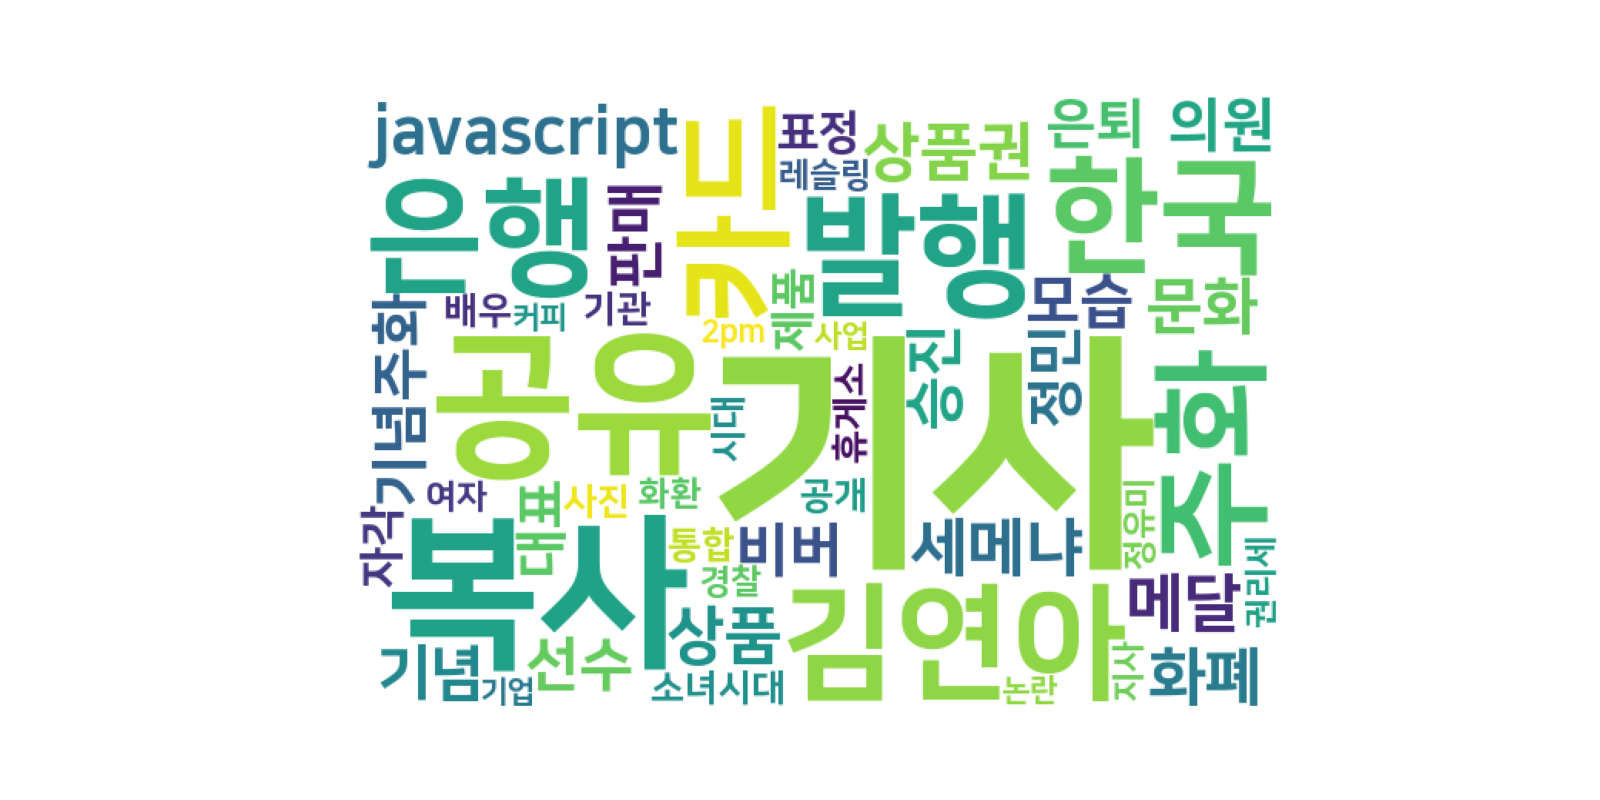 javascript
카드
표정
상품권
은퇴
의원
레슬링
은행
판매
발행
한국
기념주화
배우
커피
기관
2pm
제품
사업
모습
문화
공유
기사
시대
휴게소
승진
정민
주화
자각
여자
대표
사진
화환
공개
정유미
복사
통합
비버
세메냐
권리세
경찰
메달
김연아
기념
기업
선수
상품
소녀시대
논란
지사
화폐